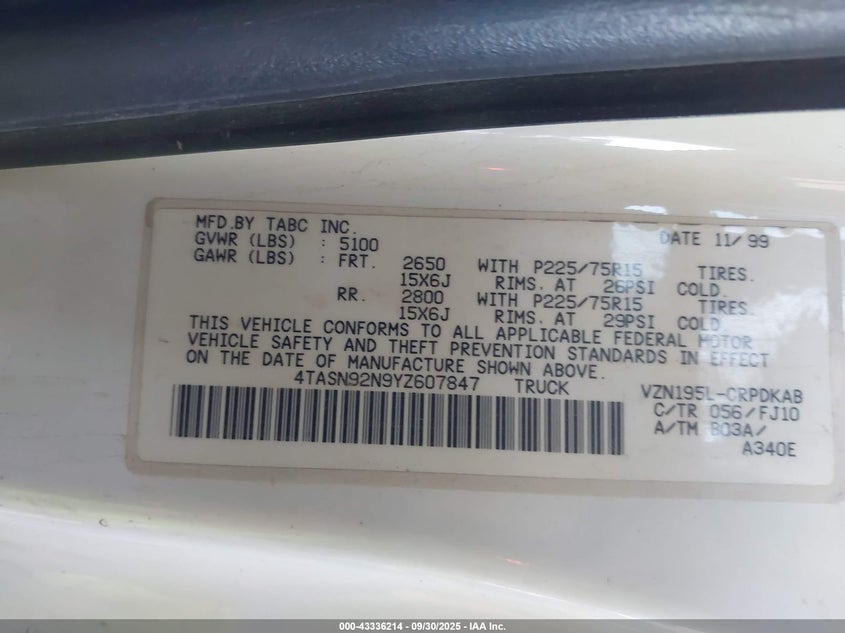 MFD.BY TABC INC. DATE 11/99
GVWR (LBS) : 5100
GAWR (LBS) : FRT. 2650 WITH P225/75R15 TIRES.
15X6J RIMS. AT 26PSI COLD.
RR. 2800 WITH P225/75R15 TIRES.
15X6J RIMS. AT 29PSI COLD.
THIS VEHICLE CONFORMS TO ALL APPLICABLE FEDERAL MOTOR
VEHICLE SAFETY AND THEFT PREVENTION STANDARDS IN EFFECT
ON THE DATE OF MANUFACTURE SHOWN ABOVE.
4TASN92N9YZ607847 TRUCK VZN195L-CRPDKAB
C/TR 056/FJ10
A/TM B03A/
A340E
000-43336214 - 09/30/2025 - IAA Inc.